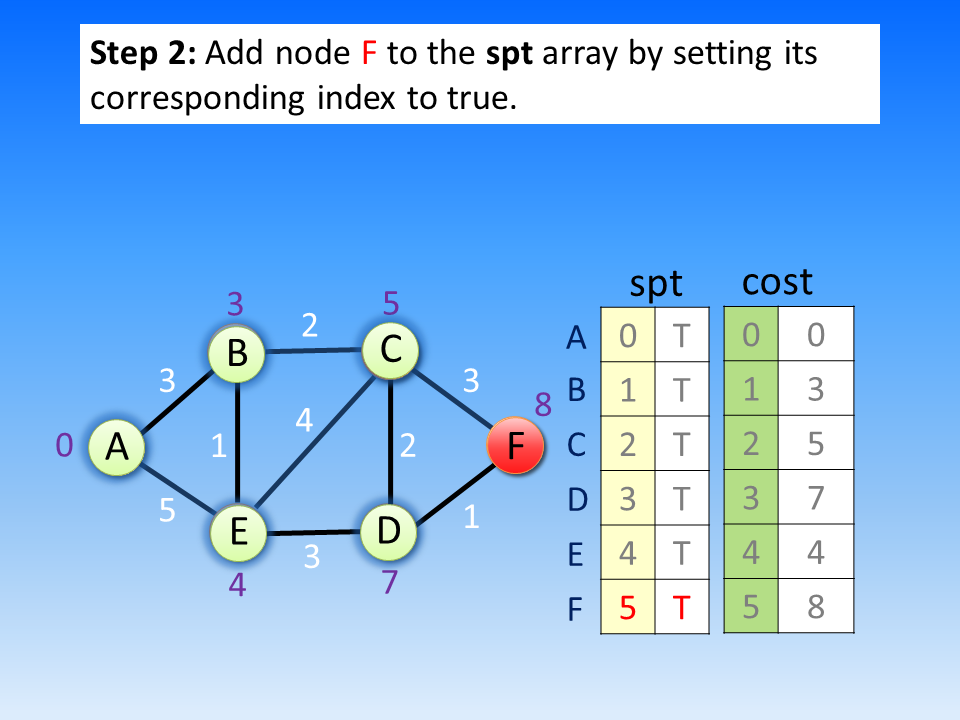 Step 2: Add node F to the spt array by setting its
corresponding index to true.
spt cost
3 5
2
A 0 T 0 0
B C
3 3
B 1 T 1 3
8
4
0 A 1 2 F
C 2 T 2 5
5 1
D 3 T 3 7
E D
3
E 4 T 4 4
4 7
F 5 T 5 8